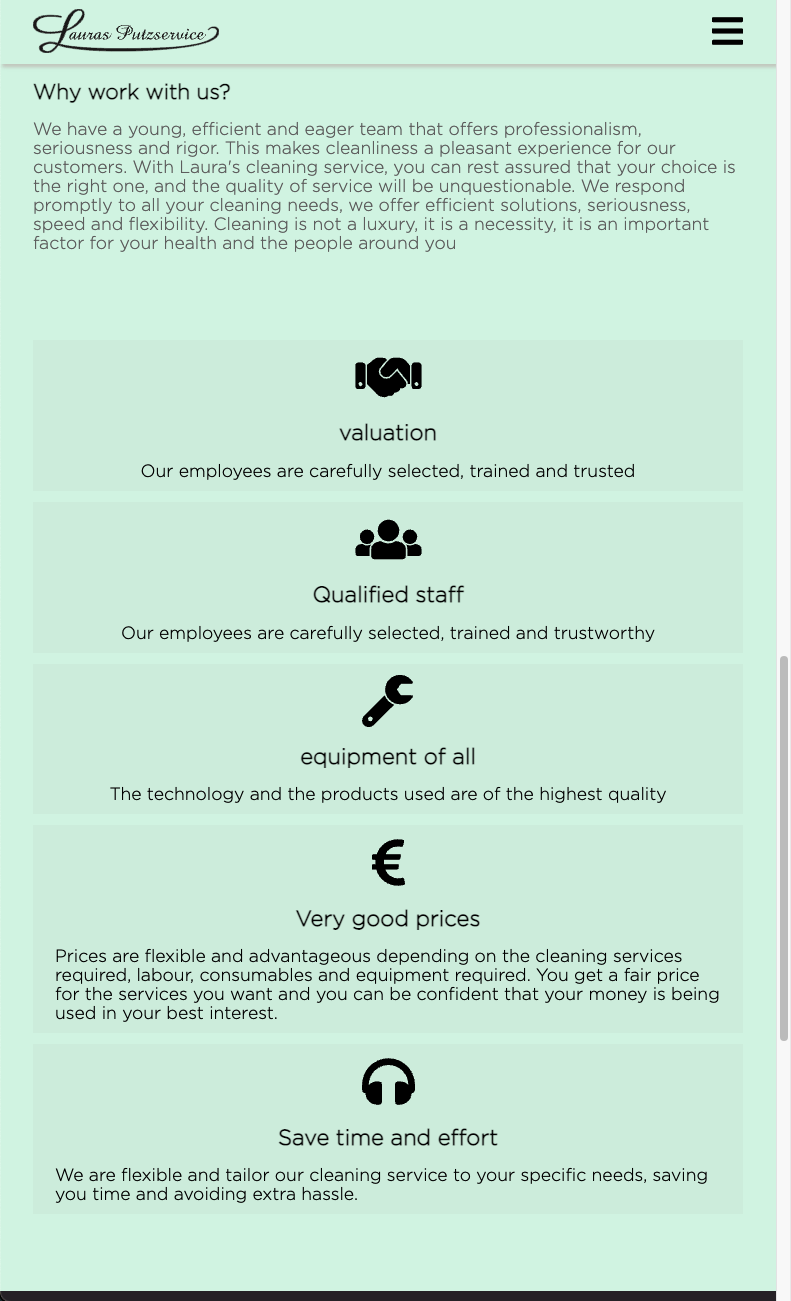 Lauras Putzservice
Why work with us?
We have a young, efficient and eager team that offers professionalism,
seriousness and rigor. This makes cleanliness a pleasant experience for our
customers. With Laura's cleaning service, you can rest assured that your choice is
the right one, and the quality of service will be unquestionable. We respond
promptly to all your cleaning needs, we offer efficient solutions, seriousness,
speed and flexibility. Cleaning is not a luxury, it is a necessity, it is an important
factor for your health and the people around you
valuation
Our employees are carefully selected, trained and trusted
Qualified staff
Our employees are carefully selected, trained and trustworthy
equipment of all
The technology and the products used are of the highest quality
€
Very good prices
Prices are flexible and advantageous depending on the cleaning services
required, labour, consumables and equipment required. You get a fair price
for the services you want and you can be confident that your money is being
used in your best interest.
Save time and effort
We are flexible and tailor our cleaning service to your specific needs, saving
you time and avoiding extra hassle.